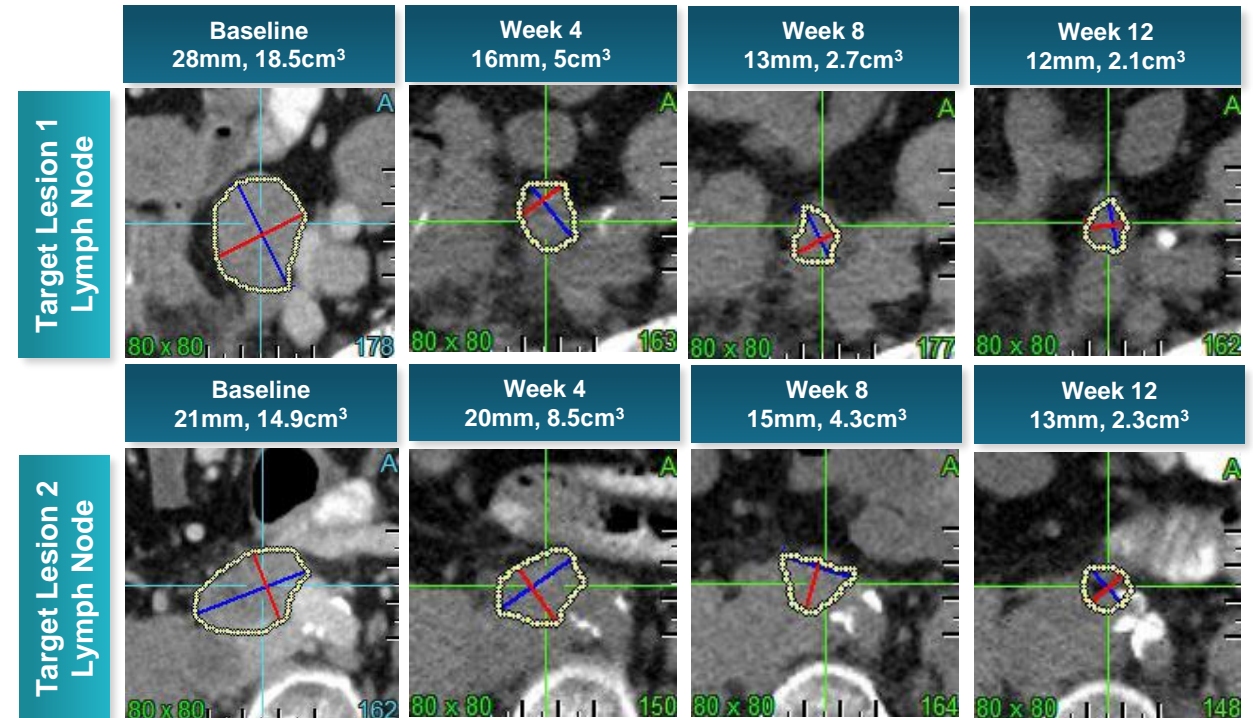 Baseline
28mm, 18.5cm³
Week 4
16mm, 5cm³
Week 8
13mm, 2.7cm³
Week 12
12mm, 2.1cm³
Target Lesion 1
Lymph Node
A
80 x 80
178
A
80 x 80
163
A
80 x 80
177
A
80 x 80
162
Baseline
21mm, 14.9cm³
Week 4
20mm, 8.5cm³
Week 8
15mm, 4.3cm³
Week 12
13mm, 2.3cm³
Target Lesion 2
Lymph Node
A
80 x 80
162
A
80 x 80
150
A
80 x 80
164
A
80 x 80
148